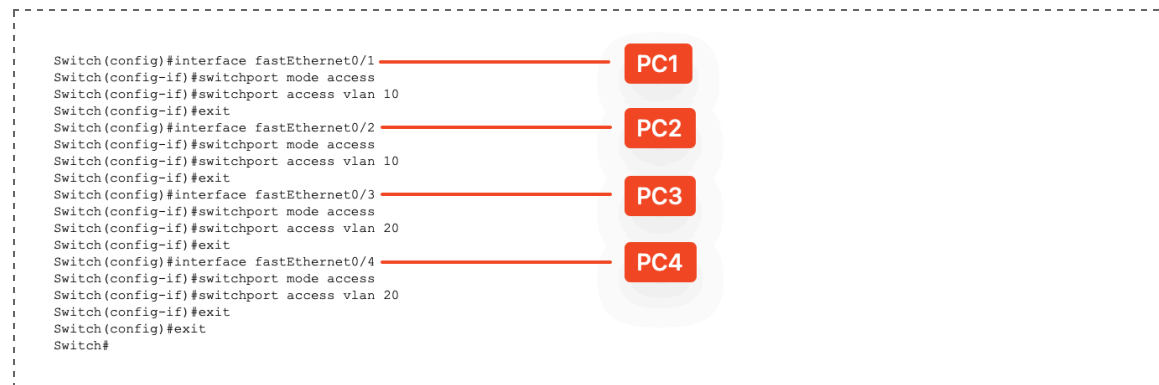 Switch(config)#interface fastEthernet0/1 PC1
Switch(config-if)#switchport mode access
Switch(config-if)#switchport access vlan 10
Switch(config-if)#exit
Switch(config)#interface fastEthernet0/2 PC2
Switch(config-if)#switchport mode access
Switch(config-if)#switchport access vlan 10
Switch(config-if)#exit
Switch(config)#interface fastEthernet0/3 PC3
Switch(config-if)#switchport mode access
Switch(config-if)#switchport access vlan 20
Switch(config-if)#exit
Switch(config)#interface fastEthernet0/4 PC4
Switch(config-if)#switchport mode access
Switch(config-if)#switchport access vlan 20
Switch(config-if)#exit
Switch(config)#exit
Switch#